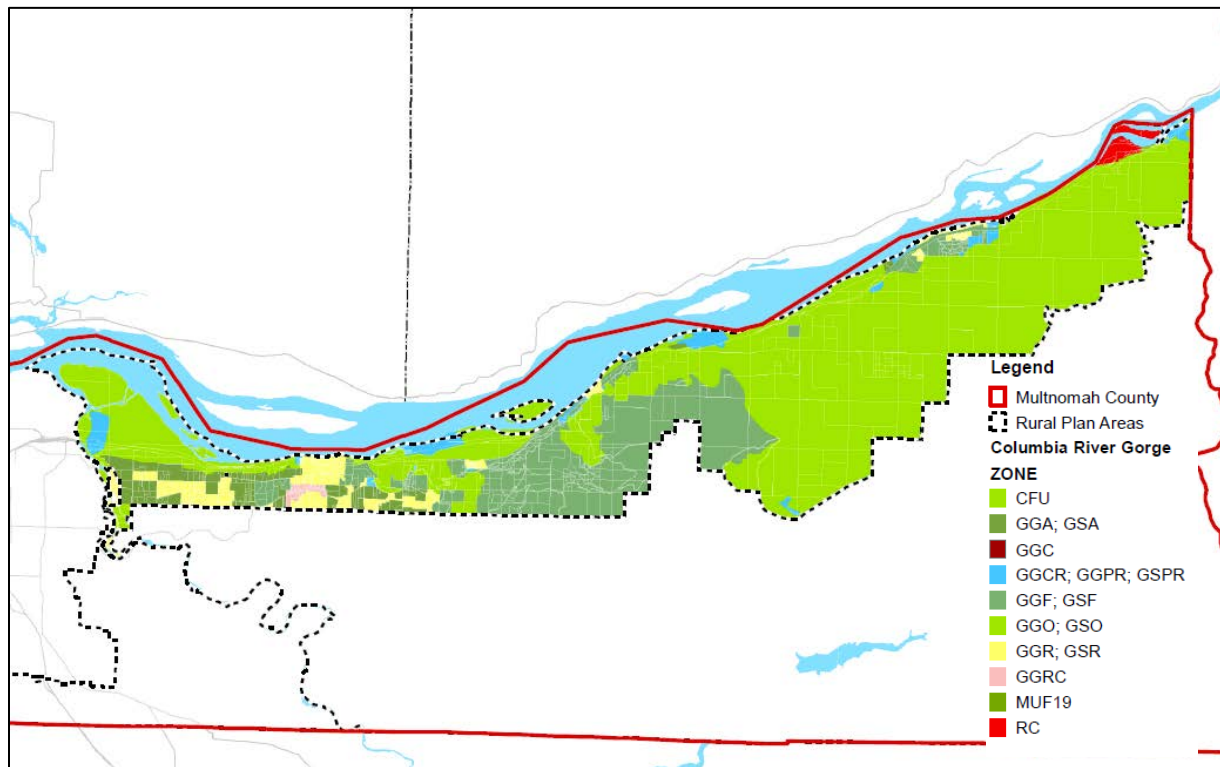 Legend
Multnomah County
Rural Plan Areas
Columbia River Gorge
ZONE
CFU
GGA; GSA
GGC
GGCR; GGPR; GSPR
GGF; GSF
GGO; GSO
GGR; GSR
GGRC
MUF19
RC